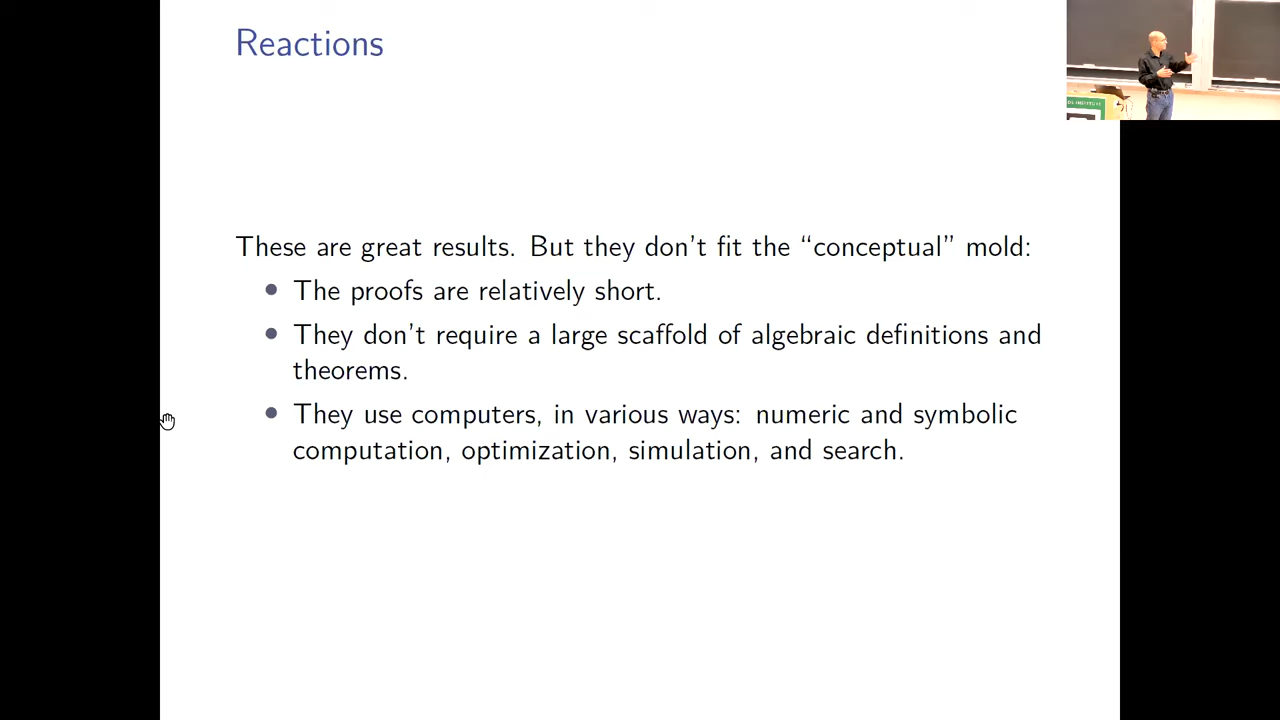 Reactions
These are great results. But they don't fit the “conceptual” mold:
• The proofs are relatively short.
• They don't require a large scaffold of algebraic definitions and
theorems.
• They use computers, in various ways: numeric and symbolic
computation, optimization, simulation, and search.
INSTITUTE